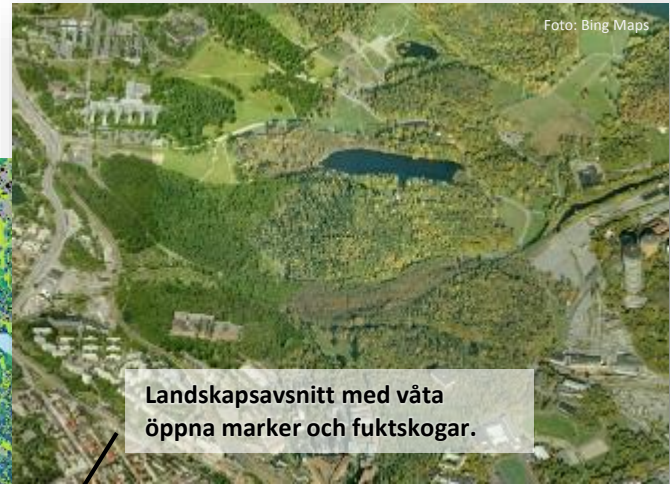 Foto: Bing Maps
Landskapsavsnitt med våta
öppna marker och fuktskogar.